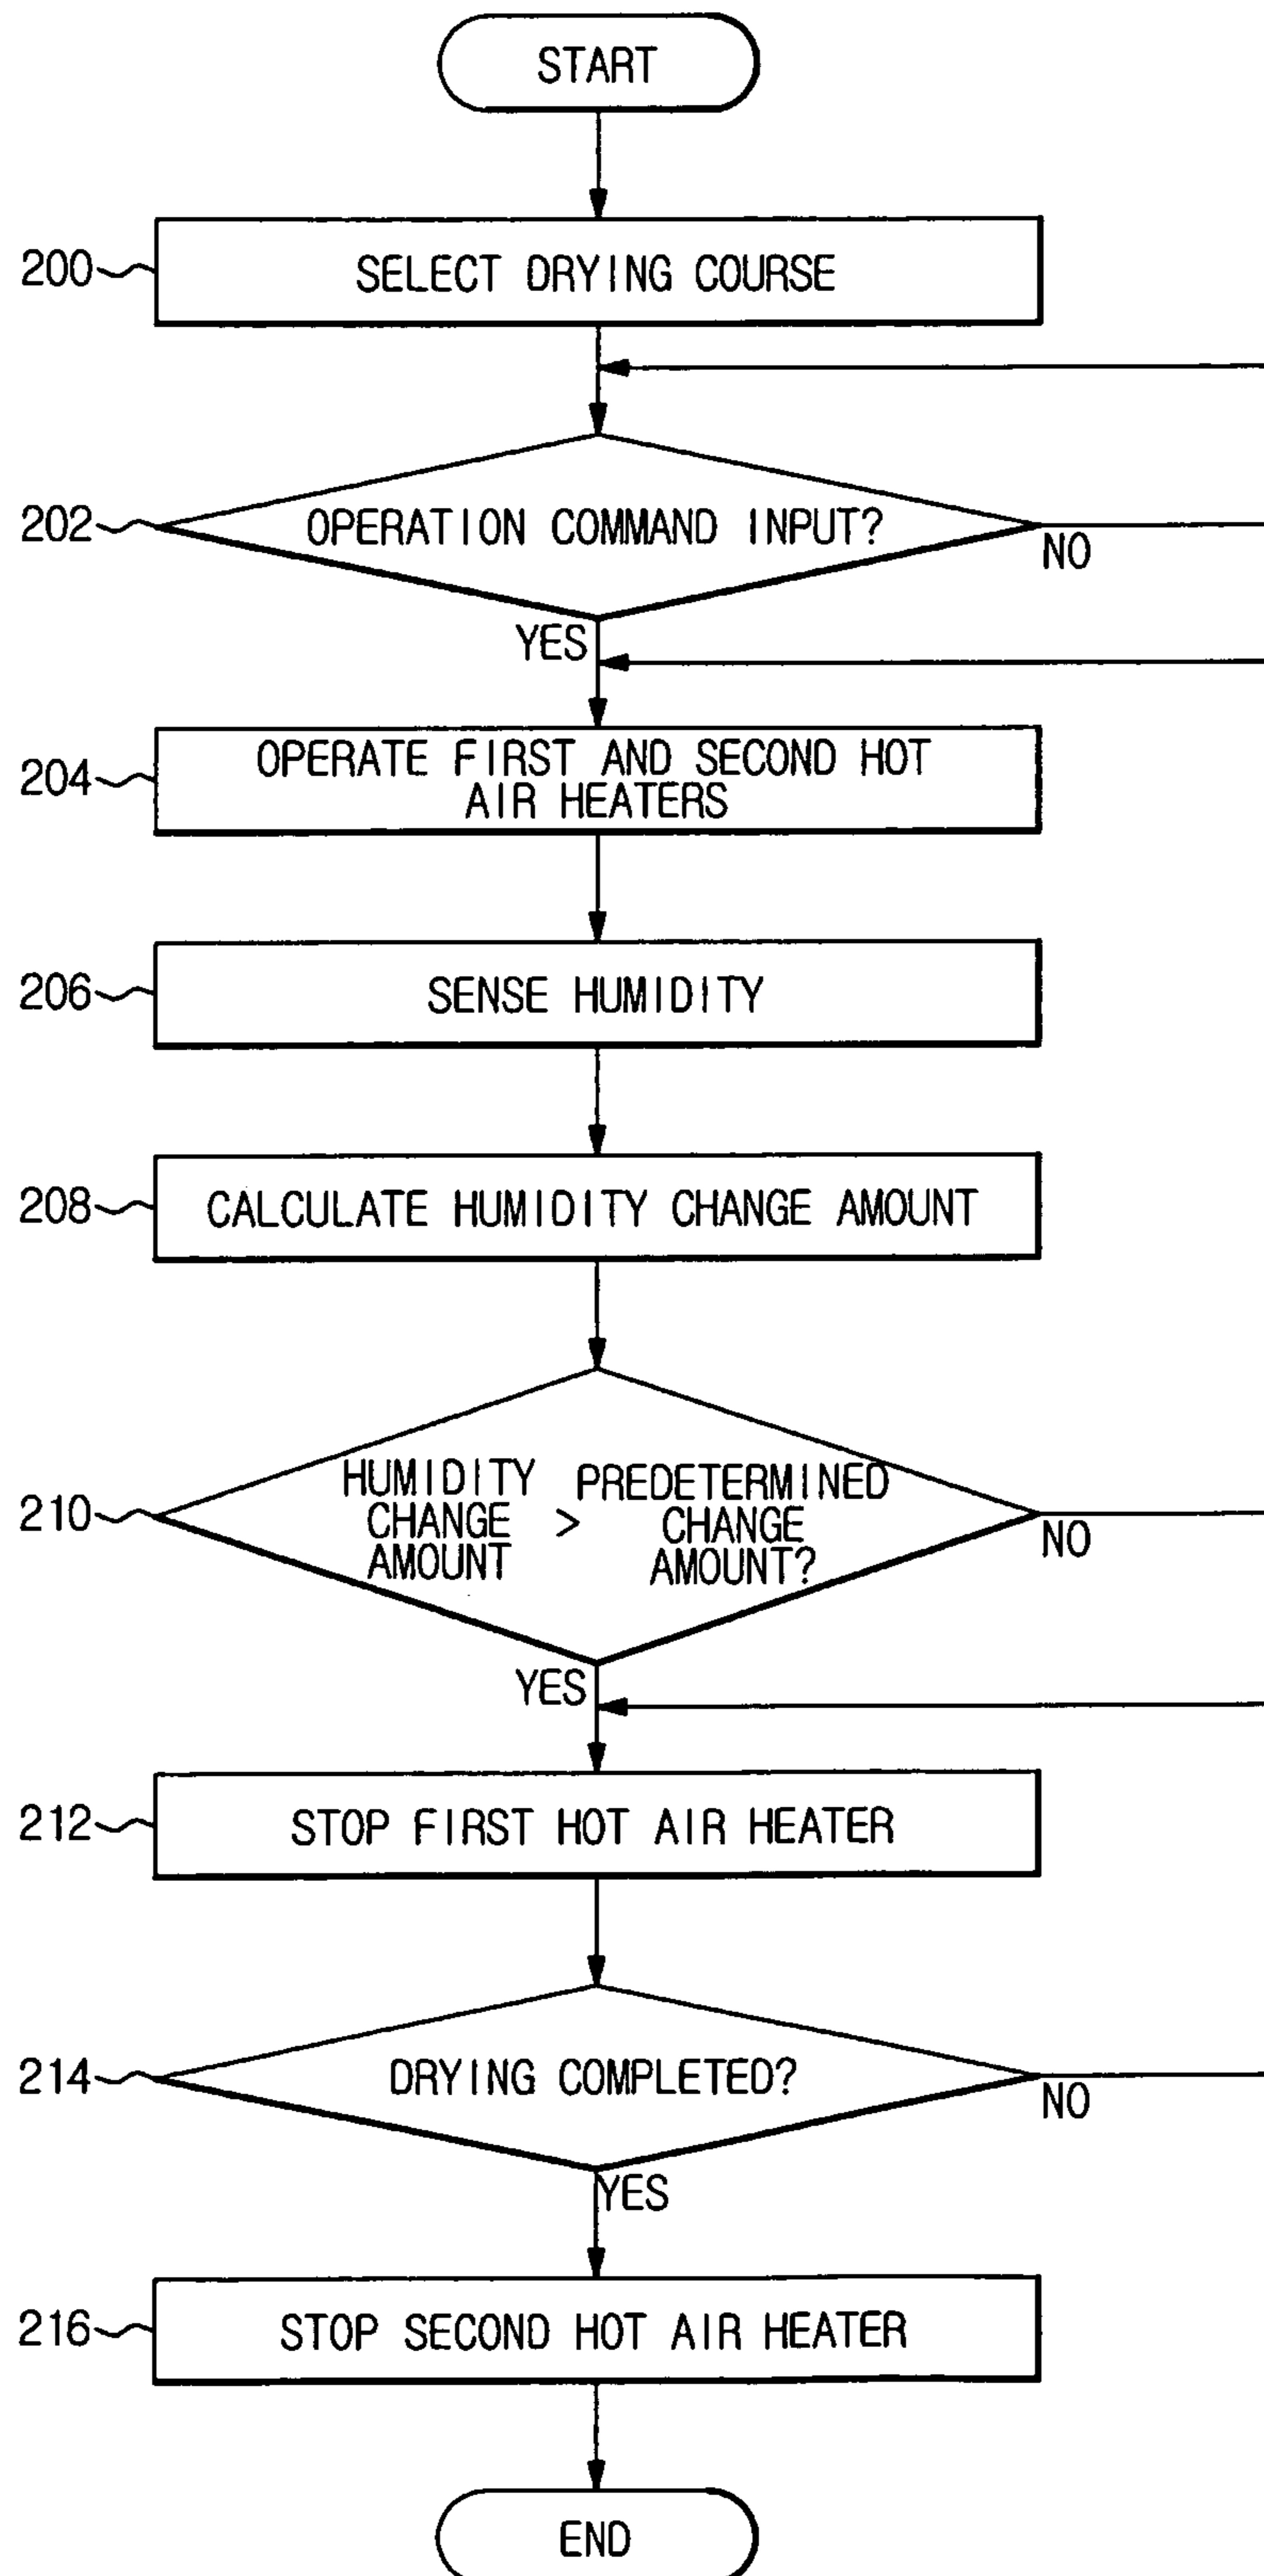 START
200
SELECT DRYING COURSE
202
OPERATION COMMAND INPUT?
NO
YES
204
OPERATE FIRST AND SECOND HOT
AIR HEATERS
206
SENSE HUMIDITY
208
CALCULATE HUMIDITY CHANGE AMOUNT
210
HUMIDITY
CHANGE
AMOUNT
>
PREDETERMINED
CHANGE
AMOUNT?
NO
YES
212
STOP FIRST HOT AIR HEATER
214
DRYING COMPLETED?
NO
YES
216
STOP SECOND HOT AIR HEATER
END